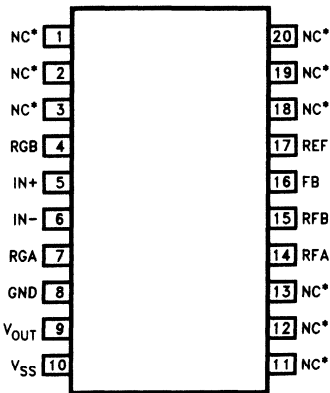 NC* 1 20 NC*
NC* 2 19 NC*
NC* 3 18 NC*
RGB 4 17 REF
IN+ 5 16 FB
IN- 6 15 RFB
RGA 7 14 RFA
GND 8 13 NC*
VOUT 9 12 NC*
VSS 10 11 NC*